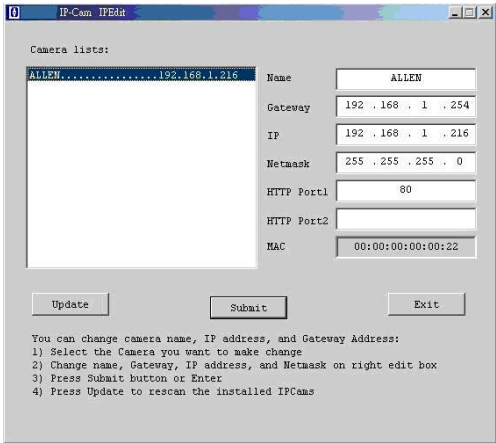 IP-Cam IPEdit
Camera lists:
ALLEN................192.168.1.216
Name ALLEN
Gateway 192 . 168 . 1 . 254
IP 192 . 168 . 1 . 216
Netmask 255 . 255 . 255 . 0
HTTP Port1 80
HTTP Port2
MAC 00:00:00:00:00:22
Update Submit Exit
You can change camera name, IP address, and Gateway Address:
1) Select the Camera you want to make change
2) Change name, Gateway, IP address, and Netmask on right edit box
3) Press Submit button or Enter
4) Press Update to rescan the installed IPCams